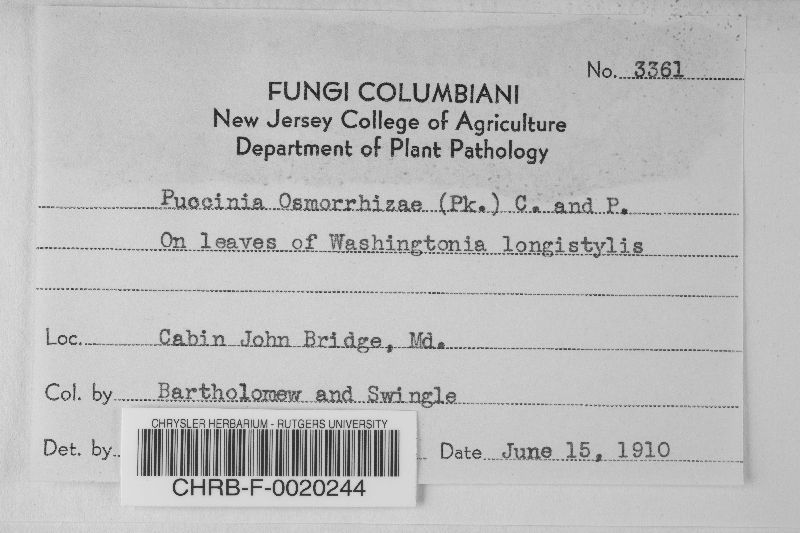 No. 3361
FUNGI COLUMBIANI
New Jersey College of Agriculture
Department of Plant Pathology
Puccinia Osmorrhizae (Pk.) C. and P.
On leaves of Washingtonia longistylis
Loc. Cabin John Bridge, Md.
Col. by Bartholomew and Swingle
Det. by Date June 15, 1910
CHRYSLER HERBARIUM - RUTGERS UNIVERSITY
CHRB-F-0020244